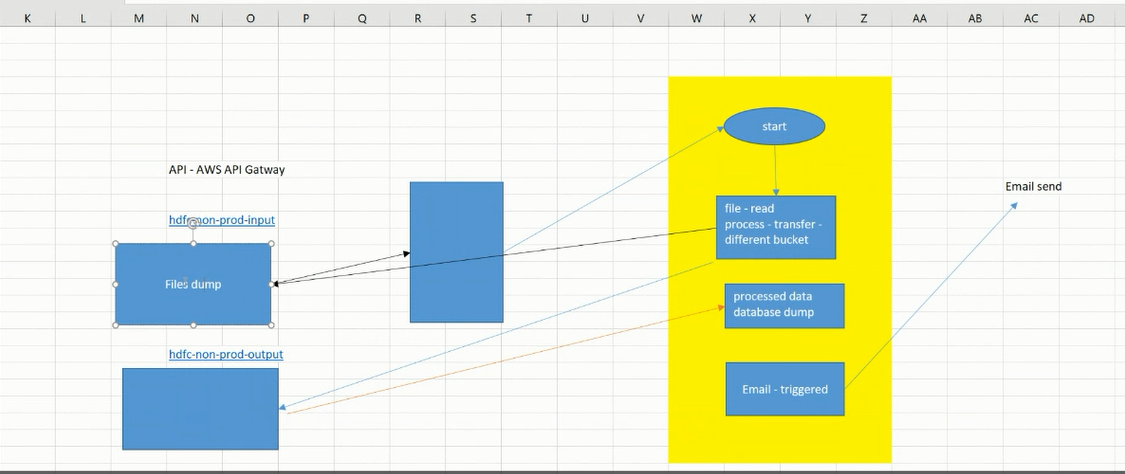 K L M N O P Q R S T U V W X Y Z AA AB AC AD
start
API - AWS API Gatway
Email send
file - read
process - transfer -
different bucket
hdfc-non-prod-input
Files dump
processed data
database dump
hdfc-non-prod-output
Email - triggered